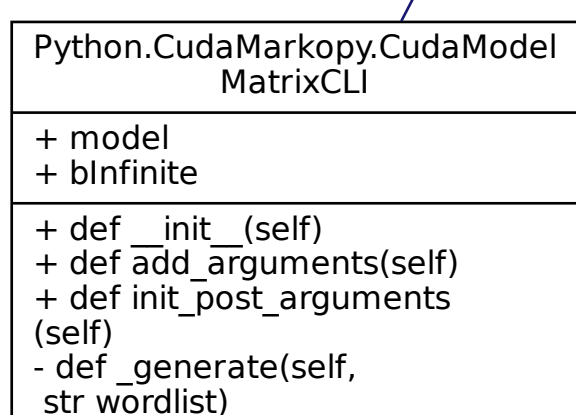 Python.CudaMarkopy.CudaModel
MatrixCLI
+ model
+ bInfinite
+ def __init__(self)
+ def add_arguments(self)
+ def init_post_arguments
(self)
- def _generate(self,
 str wordlist)